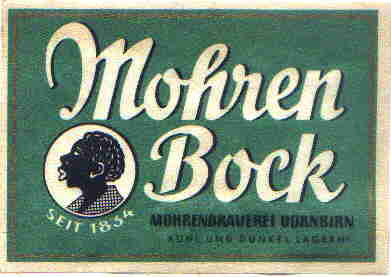 Mohren
Bock
SEIT 1834
MOHRENBRAUEREI DORNBIRN
KÜHL UND DUNKEL LAGERN!